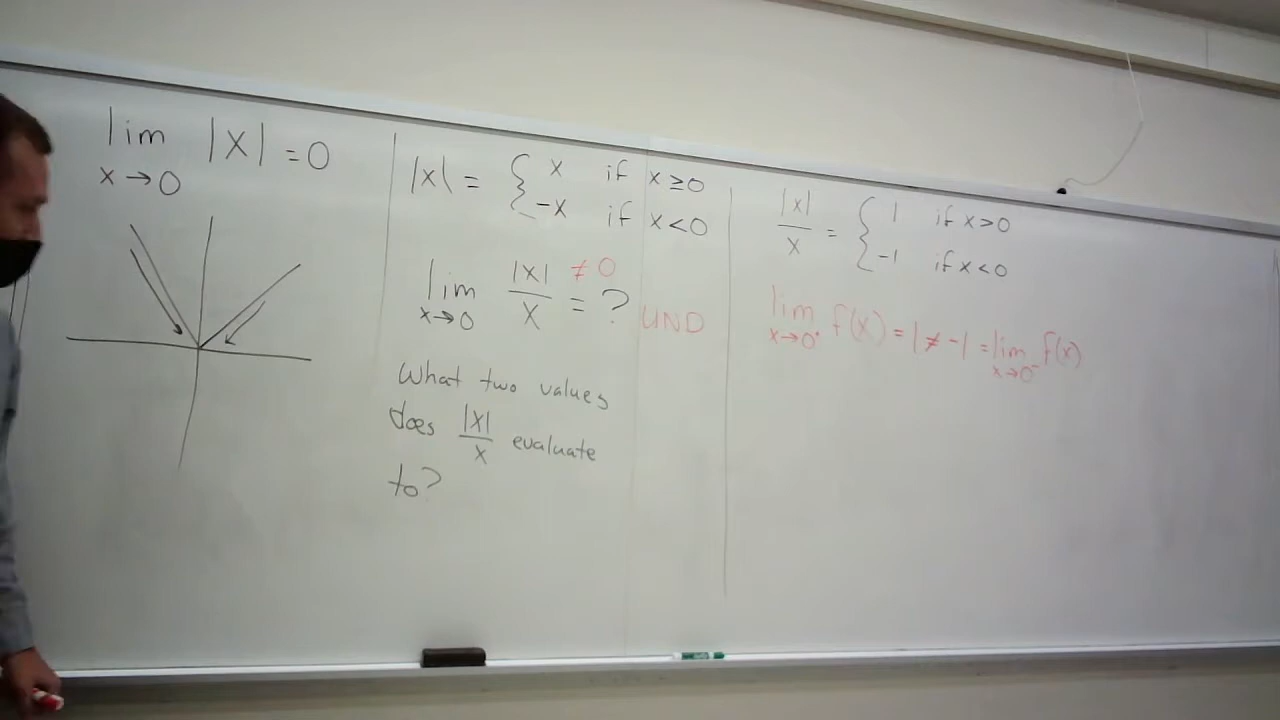 lim |x| = 0
x→0
|x| = { x if x ≥ 0
-x if x < 0
lim |x|/x = ? ≠ 0 UND
x→0
What two values
does |x|/x evaluate
to?
|x|/x = { 1 if x > 0
-1 if x < 0
lim f(x) = 1 ≠ -1 = lim f(x)
x→0⁺ x→0⁻